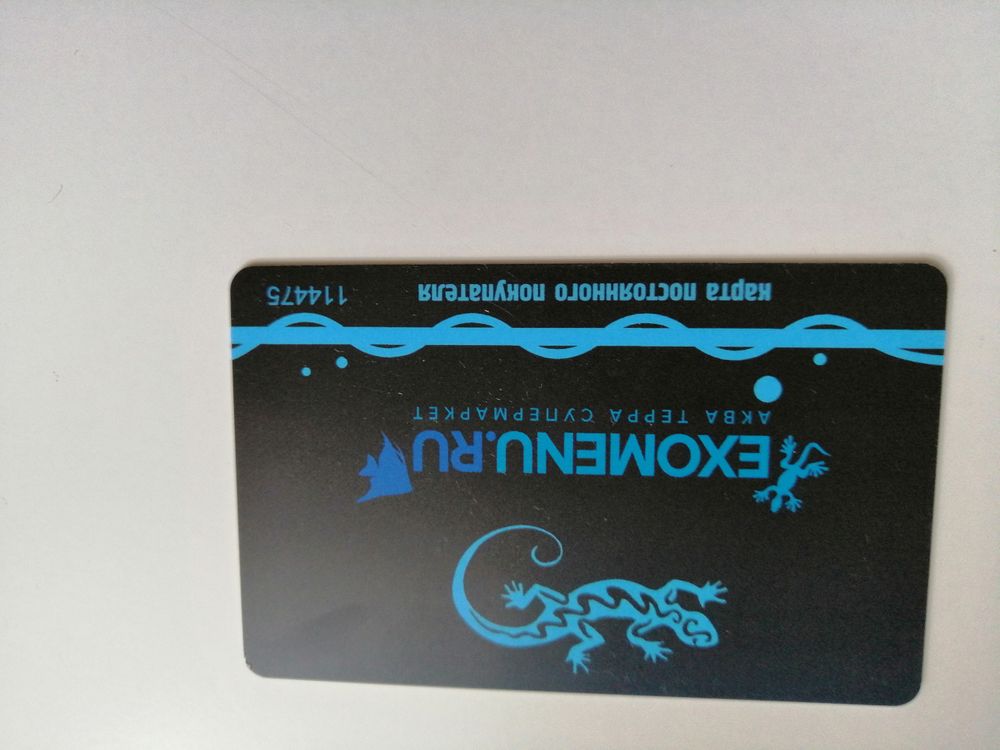 EXOMENU.RU
АКВА ТЕРРА СУПЕРМАРКЕТ
карта постоянного покупателя 114475